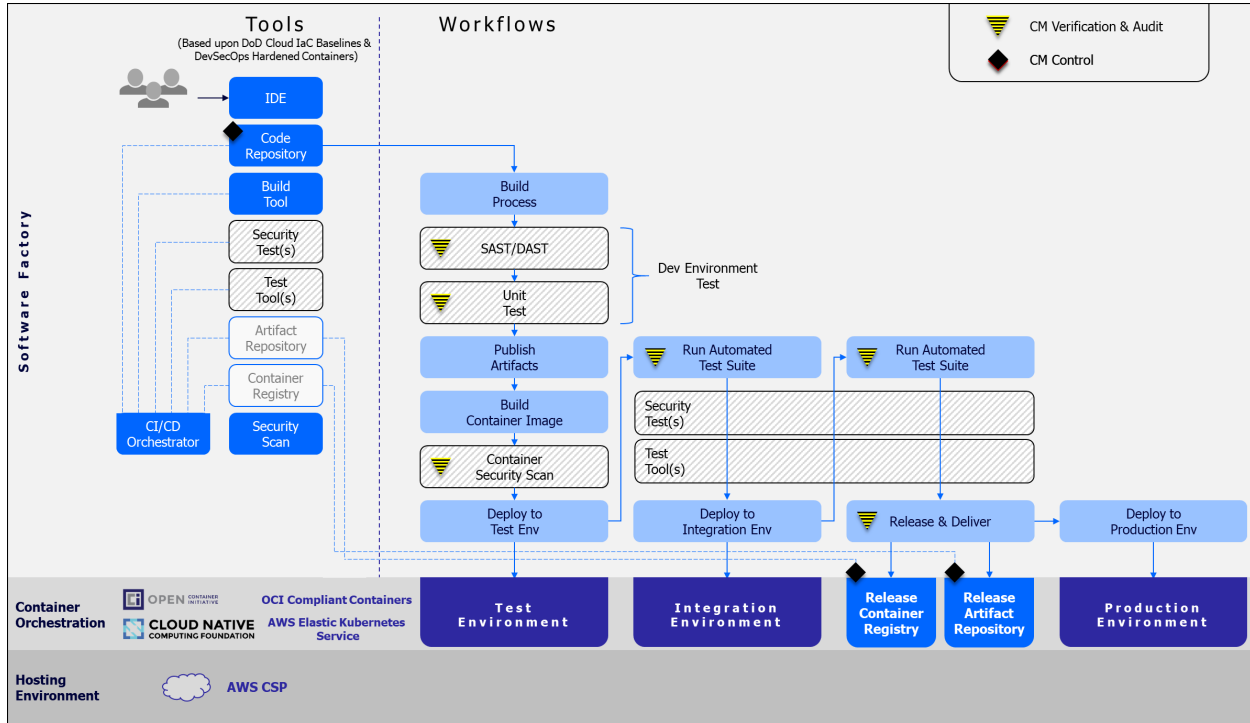 Tools
(Based upon DoD Cloud IaC Baselines &
DevSecOps Hardened Containers)
Workflows
CM Verification & Audit
CM Control
Software Factory
IDE
Code
Repository
Build
Tool
Security
Test(s)
Test
Tool(s)
Artifact
Repository
Container
Registry
CI/CD
Orchestrator
Security
Scan
Build
Process
SAST/DAST
Unit
Test
Dev Environment
Test
Publish
Artifacts
Run Automated
Test Suite
Run Automated
Test Suite
Build
Container Image
Security
Test(s)
Container
Security Scan
Test
Tool(s)
Deploy to
Test Env
Deploy to
Integration Env
Release & Deliver
Deploy to
Production Env
Container
Orchestration
Ci OPEN CONTAINER
INITIATIVE
CLOUD NATIVE
COMPUTING FOUNDATION
OCI Compliant Containers
AWS Elastic Kubernetes
Service
Test
Environment
Integration
Environment
Release
Container
Registry
Release
Artifact
Repository
Production
Environment
Hosting
Environment
AWS CSP